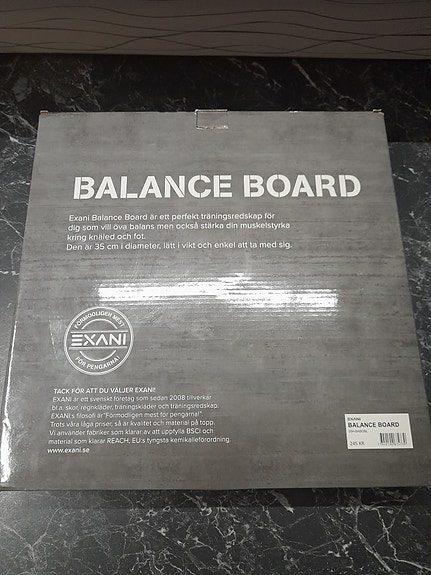 BALANCE BOARD
Exani Balance Board är ett perfekt träningsredskap för
dig som vill öva balans men också stärka din muskelstyrka
kring knäled och fot.
Den är 35 cm i diameter, lätt i vikt och enkel att ta med sig.
FÖRMODLIGEN MEST
EXANI
FÖR PENGARNA!
TACK FÖR ATT DU VÄLJER EXANI!
EXANI är ett svenskt företag som sedan 2008 tillverkar
bl.a. skor, regnkläder, träningskläder och träningsredskap.
EXANI:s filosofi är "Förmodligen mest för pengarna!".
Trots våra låga priser, så är kvalitet och material på topp.
Vi använder fabriker som klarar av att uppfylla BSCI och
material som klarar REACH, EU:s tyngsta kemikalieförordning.
www.exani.se
EXANI
BALANCE BOARD
245 KR